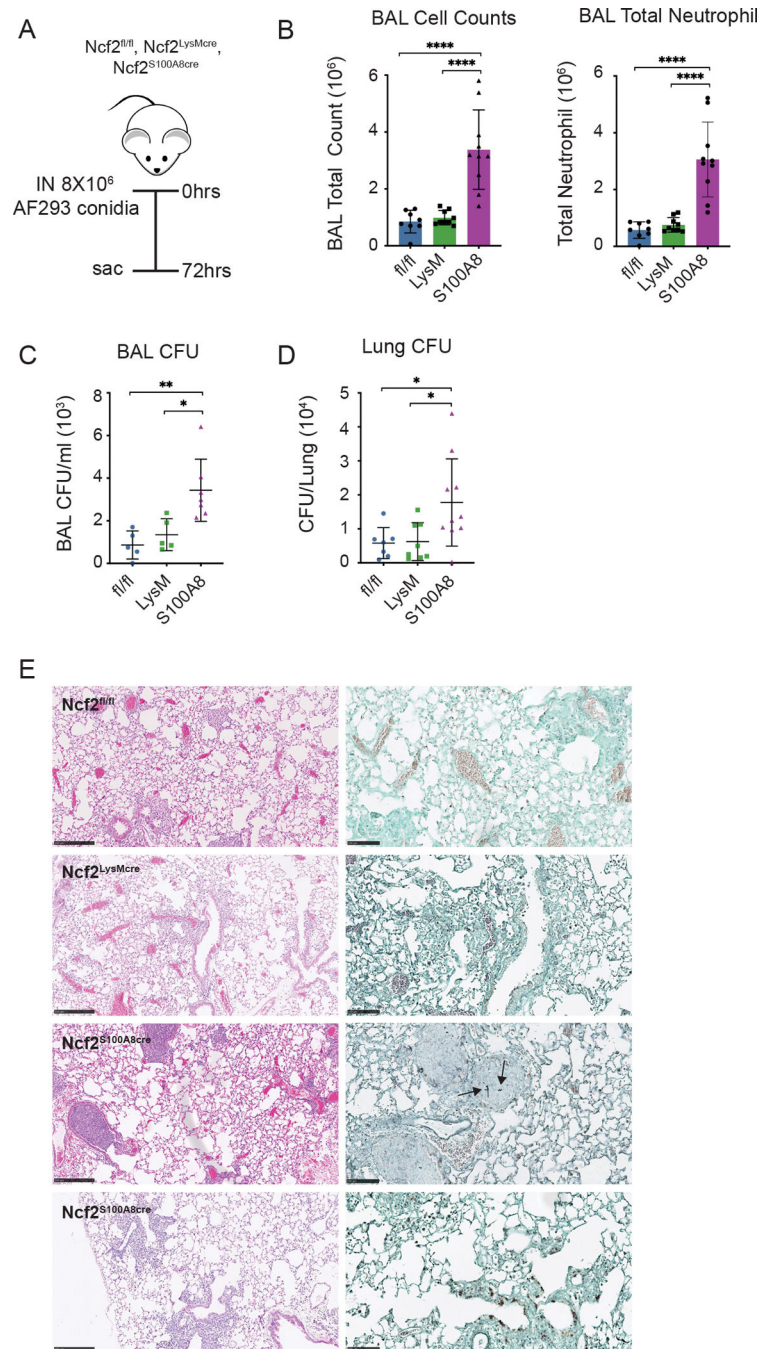 A
Ncf2fl/fl, Ncf2LysMcre,
Ncf2S100A8cre
IN 8X10⁶
AF293 conidia
0hrs
sac
72hrs
B
BAL Cell Counts
****
****
BAL Total Count (10⁶)
6
4
2
0
fl/fl
LysM
S100A8
BAL Total Neutrophil
****
****
Total Neutrophil (10⁶)
6
4
2
0
fl/fl
LysM
S100A8
C
BAL CFU
**
*
BAL CFU/ml (10³)
8
6
4
2
0
fl/fl
LysM
S100A8
D
Lung CFU
*
*
CFU/Lung (10⁴)
5
4
3
2
1
0
fl/fl
LysM
S100A8
E
Ncf2fl/fl
Ncf2LysMcre
Ncf2S100A8cre
Ncf2S100A8cre